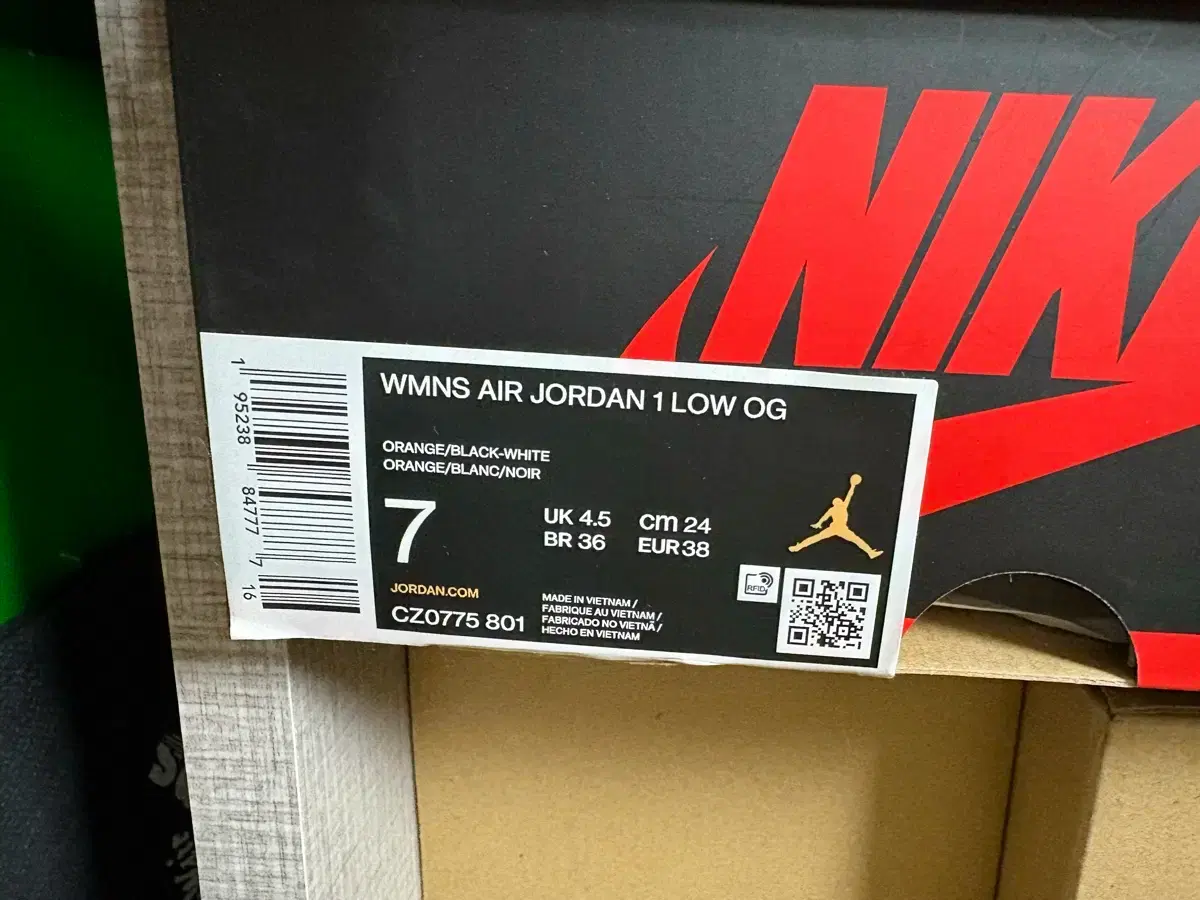 NIK
WMNS AIR JORDAN 1 LOW OG
ORANGE/BLACK-WHITE
ORANGE/BLANC/NOIR
7
UK 4.5 cm 24
BR 36 EUR 38
JORDAN.COM
CZ0775 801
MADE IN VIETNAM /
FABRIQUE AU VIETNAM /
FABRICADO NO VIETNÃ /
HECHO EN VIETNAM
RFID
1 95238 84777 7 16